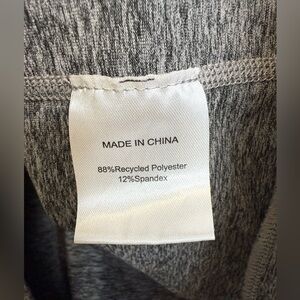 MADE IN CHINA
88%Recycled Polyester
12%Spandex